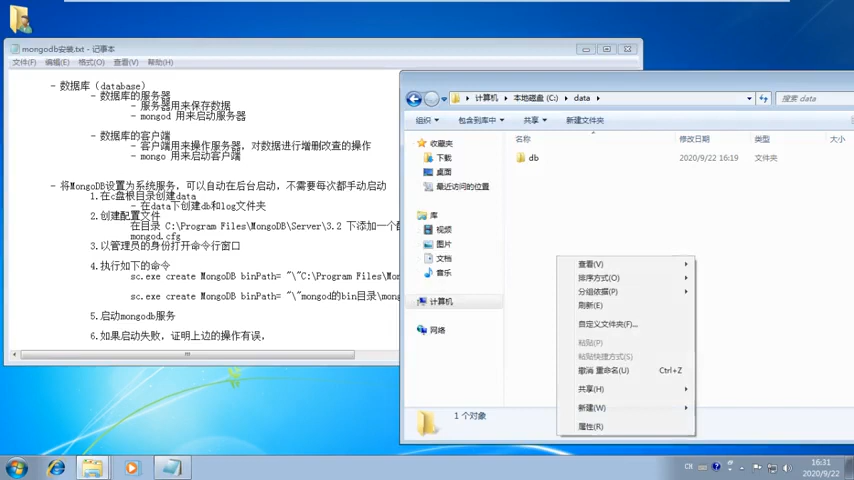 mongodb安装.txt - 记事本
文件(F) 编辑(E) 格式(O) 查看(V) 帮助(H)
- 数据库（database）
- 数据库的服务器
- 服务器用来保存数据
- mongod 用来启动服务器
- 数据库的客户端
- 客户端用来操作服务器，对数据进行增删改查的操作
- mongo 用来启动客户端
- 将MongoDB设置为系统服务，可以自动在后台启动，不需要每次都手动启动
1.在c盘根目录创建data
- 在data下创建db和log文件夹
2.创建配置文件
在目录 C:\Program Files\MongoDB\Server\3.2 下添加一个
mongod.cfg
3.以管理员的身份打开命令行窗口
4.执行如下的命令
sc.exe create MongoDB binPath= "\"C:\Program Files\Mon
sc.exe create MongoDB binPath= "\"mongod的bin目录\mong
5.启动mongodb服务
6.如果启动失败，证明上边的操作有误，
计算机 本地磁盘 (C:) data
搜索 data
组织 包含到库中 共享 新建文件夹
收藏夹
下载
桌面
最近访问的位置
库
视频
图片
文档
音乐
计算机
网络
名称 修改日期 类型 大小
db 2020/9/22 16:19 文件夹
查看(V)
排序方式(O)
分组依据(P)
刷新(E)
自定义文件夹(F)...
粘贴(P)
粘贴快捷方式(S)
撤消 重命名(U) Ctrl+Z
共享(H)
新建(W)
属性(R)
1 个对象
CH
16:31
2020/9/22